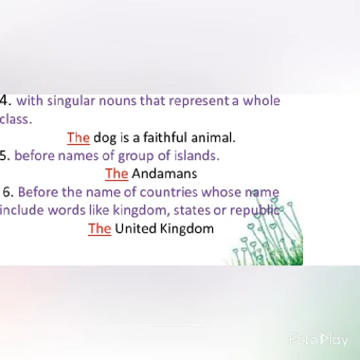 4. with singular nouns that represent a whole
class.
The dog is a faithful animal.
5. before names of group of islands.
The Andamans
6. Before the name of countries whose name
include words like kingdom, states or republic
The United Kingdom
Play